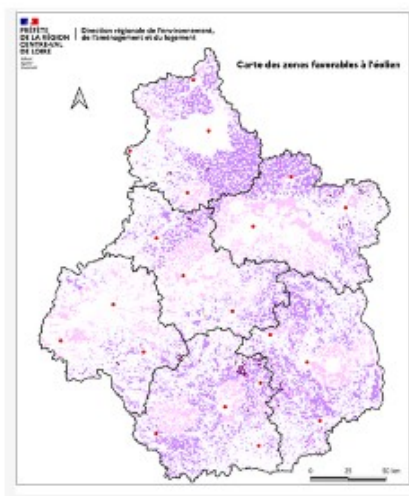 PRÉFÈTE
DE LA RÉGION
CENTRE-VAL
DE LOIRE
Direction régionale de l'environnement,
de l'aménagement et du logement
Carte des zones favorables à l'éolien
0 25 50 km